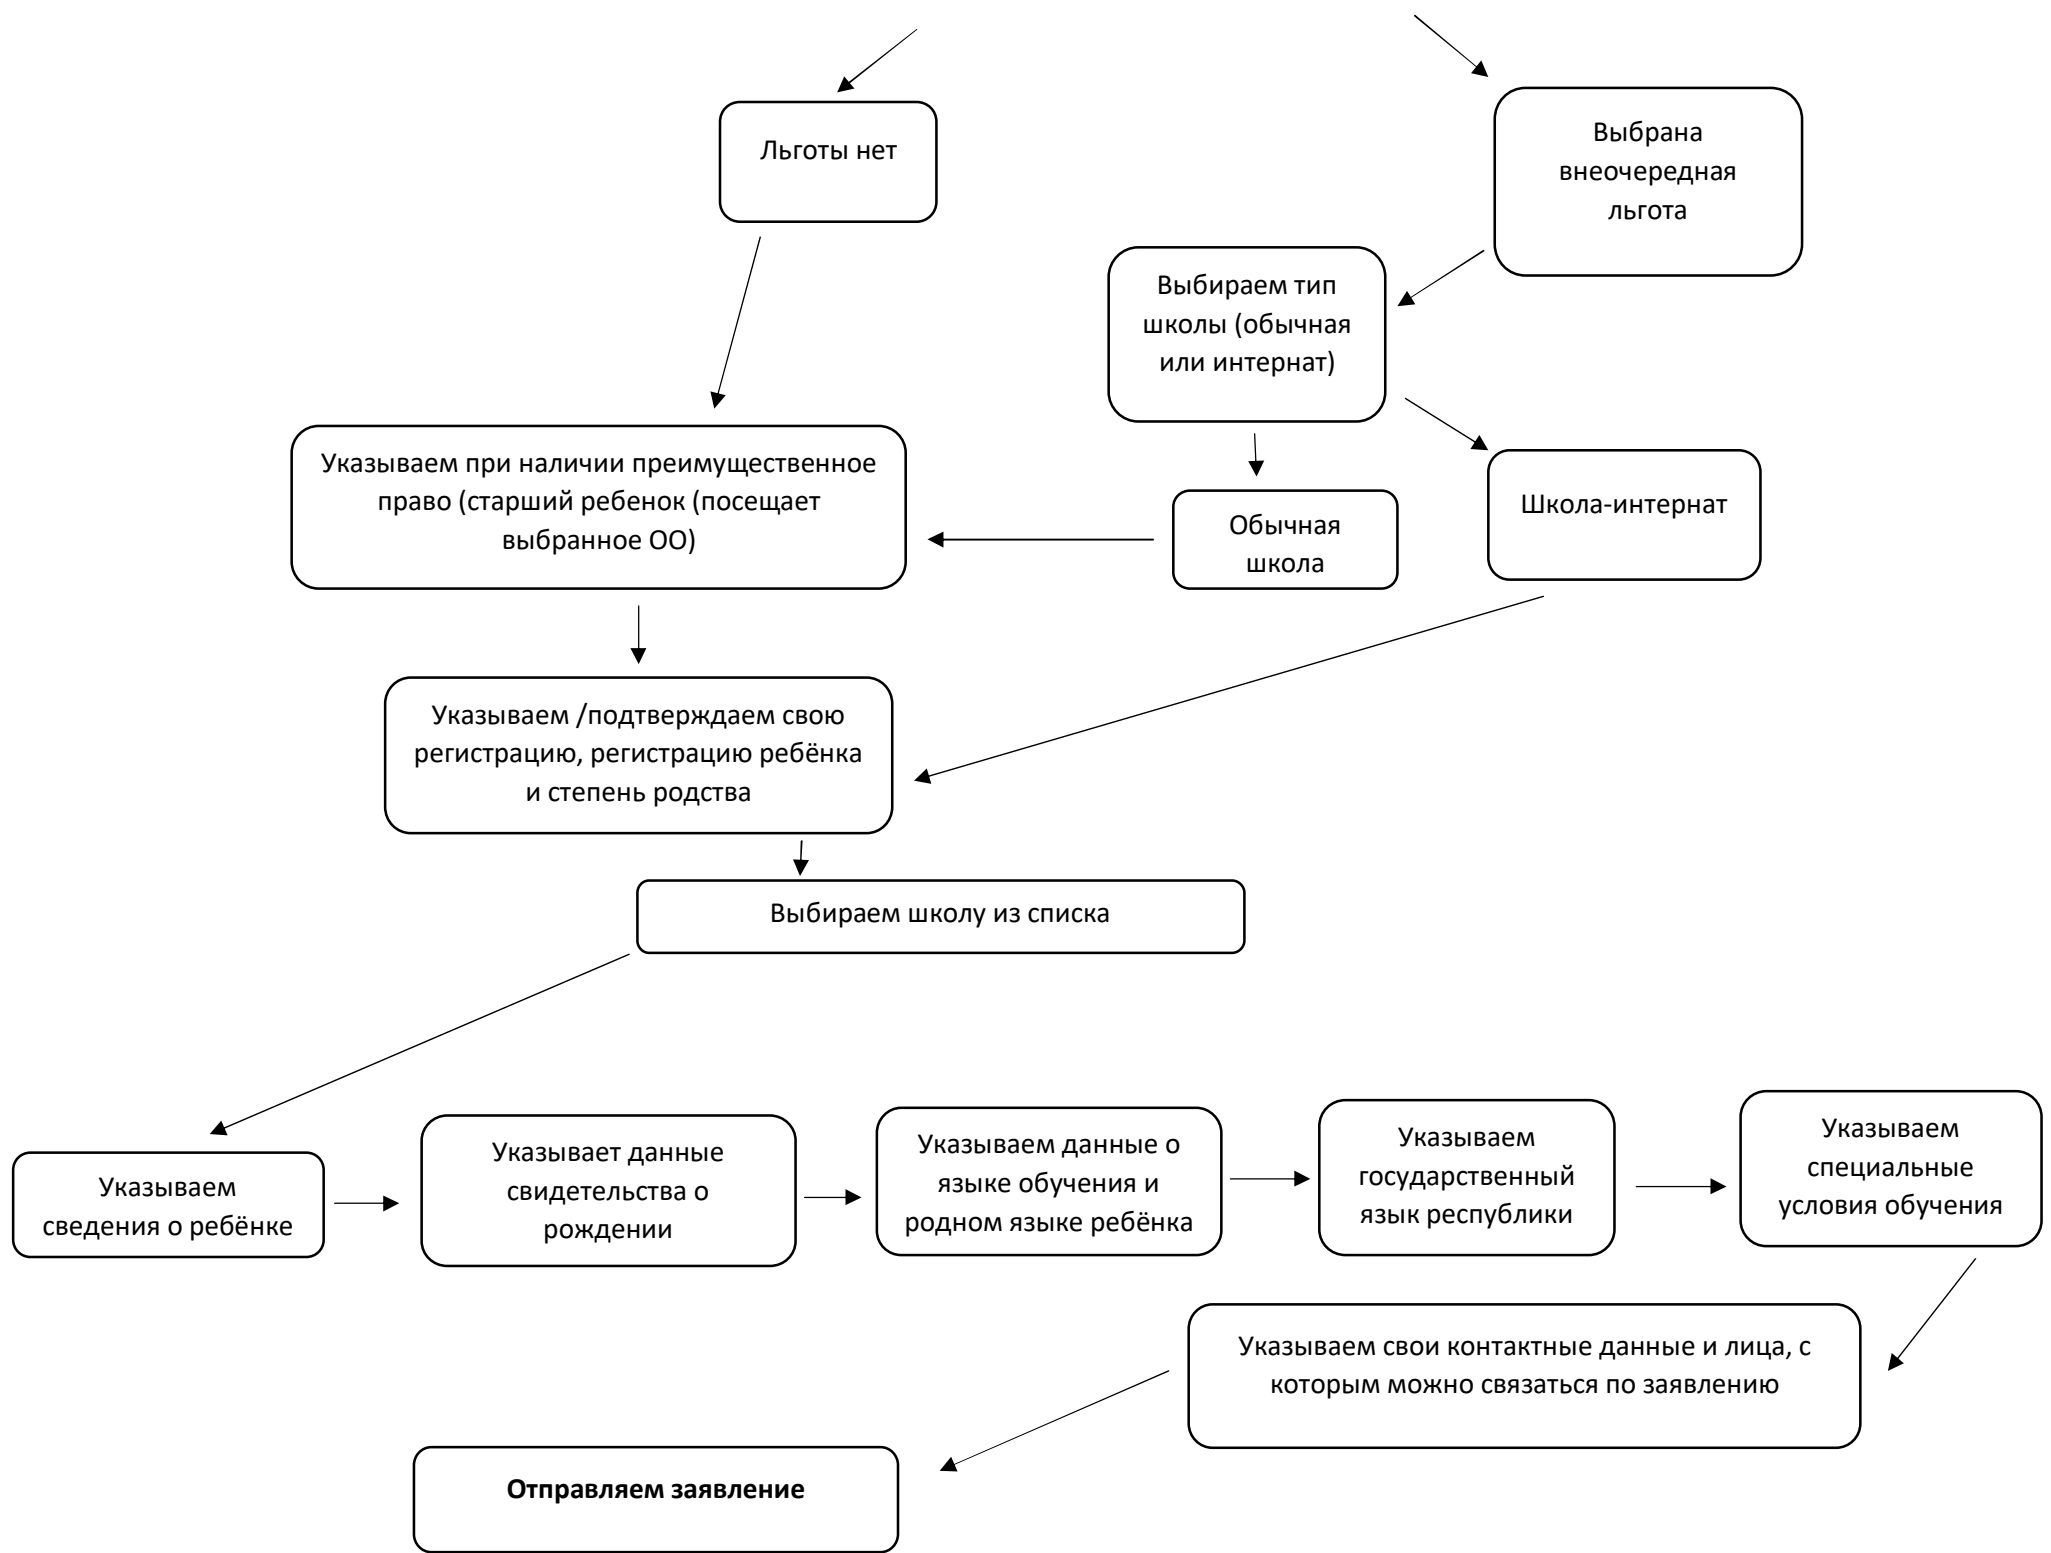 Льготы нет
Выбрана
внеочередная
льгота
Выбираем тип
школы (обычная
или интернат)
Указываем при наличии преимущественное
право (старший ребенок (посещает
выбранное ОО)
Обычная
школа
Школа-интернат
Указываем /подтверждаем свою
регистрацию, регистрацию ребёнка
и степень родства
Выбираем школу из списка
Указываем
сведения о ребёнке
Указывает данные
свидетельства о
рождении
Указываем данные о
языке обучения и
родном языке ребёнка
Указываем
государственный
язык республики
Указываем
специальные
условия обучения
Указываем свои контактные данные и лица, с
которым можно связаться по заявлению
Отправляем заявление